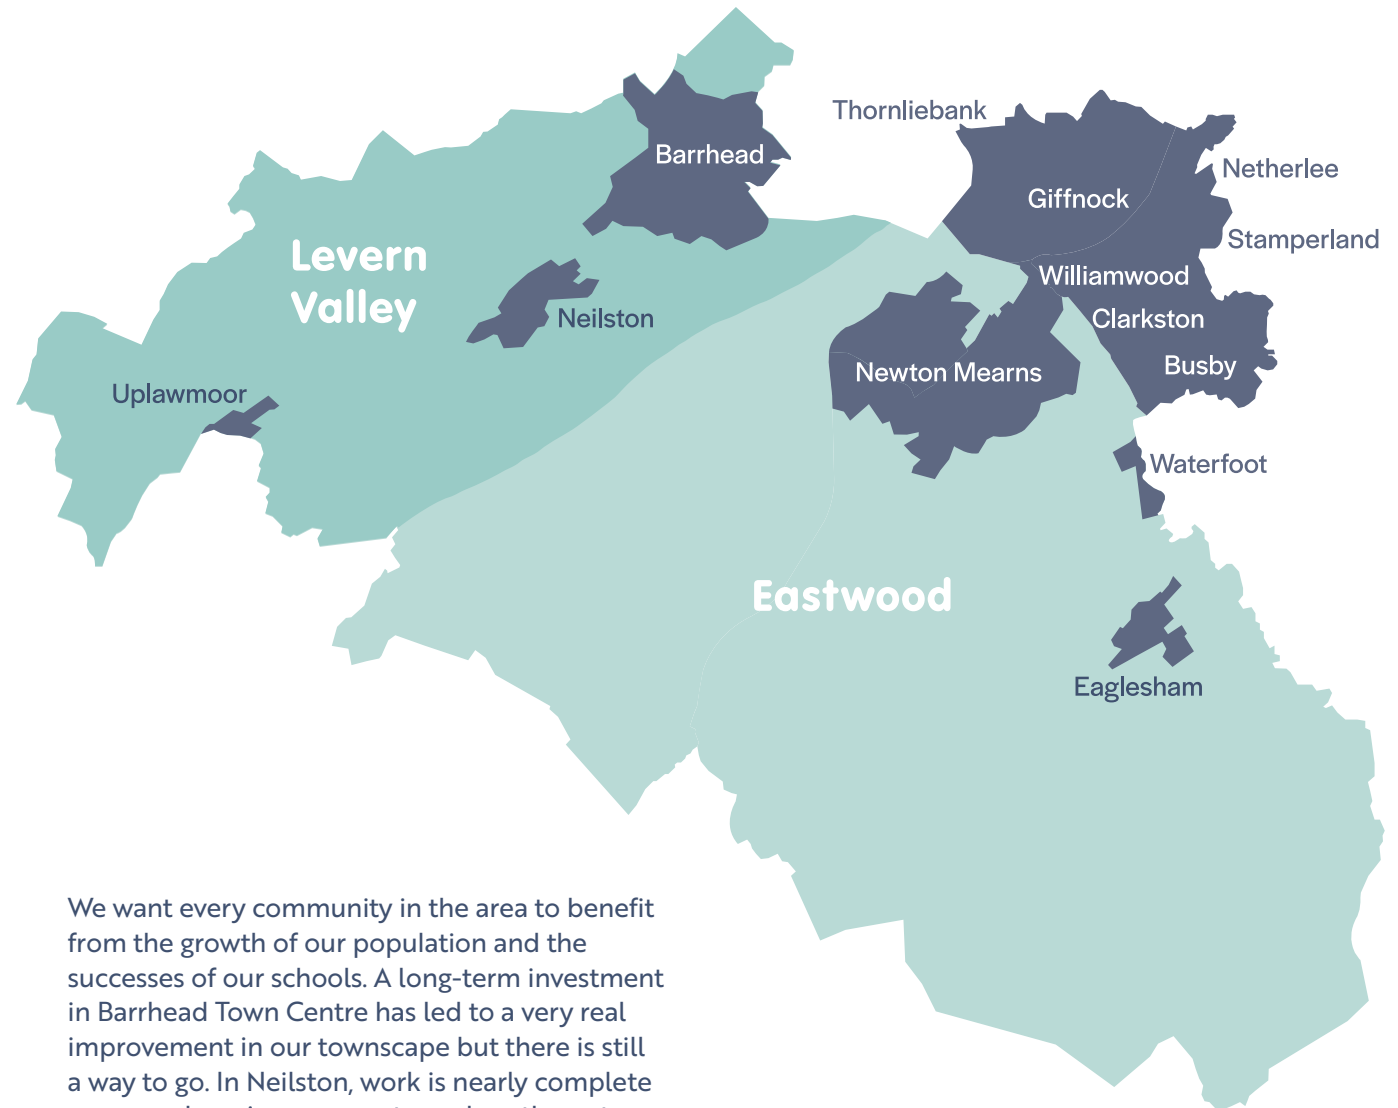 Thornliebank
Barrhead
Netherlee
Giffnock
Stamperland
Levern
Valley
Williamwood
Neilston
Clarkston
Busby
Newton Mearns
Uplawmoor
Waterfoot
Eastwood
Eaglesham
We want every community in the area to benefit
from the growth of our population and the
successes of our schools. A long-term investment
in Barrhead Town Centre has led to a very real
improvement in our townscape but there is still
a way to go. In Neilston, work is nearly complete